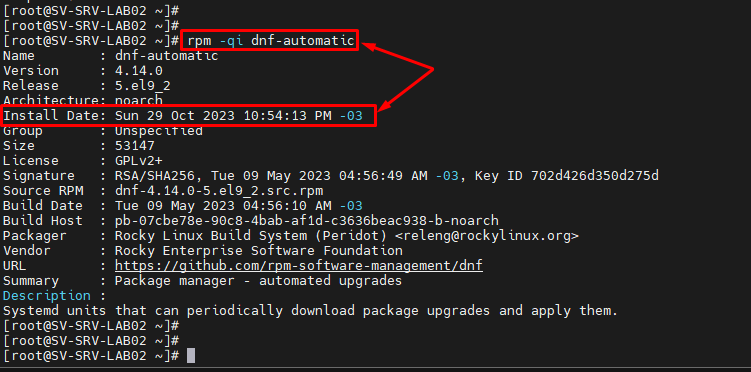 [root@SV-SRV-LAB02 ~]#
[root@SV-SRV-LAB02 ~]#
[root@SV-SRV-LAB02 ~]# rpm -qi dnf-automatic
Name        : dnf-automatic
Version     : 4.14.0
Release     : 5.el9_2
Architecture: noarch
Install Date: Sun 29 Oct 2023 10:54:13 PM -03
Group       : Unspecified
Size        : 53147
License     : GPLv2+
Signature   : RSA/SHA256, Tue 09 May 2023 04:56:49 AM -03, Key ID 702d426d350d275d
Source RPM  : dnf-4.14.0-5.el9_2.src.rpm
Build Date  : Tue 09 May 2023 04:56:10 AM -03
Build Host  : pb-07cbe78e-90c8-4bab-af1d-c3636beac938-b-noarch
Packager    : Rocky Linux Build System (Peridot) <releng@rockylinux.org>
Vendor      : Rocky Enterprise Software Foundation
URL         : https://github.com/rpm-software-management/dnf
Summary     : Package manager - automated upgrades
Description :
Systemd units that can periodically download package upgrades and apply them.
[root@SV-SRV-LAB02 ~]#
[root@SV-SRV-LAB02 ~]#
[root@SV-SRV-LAB02 ~]#